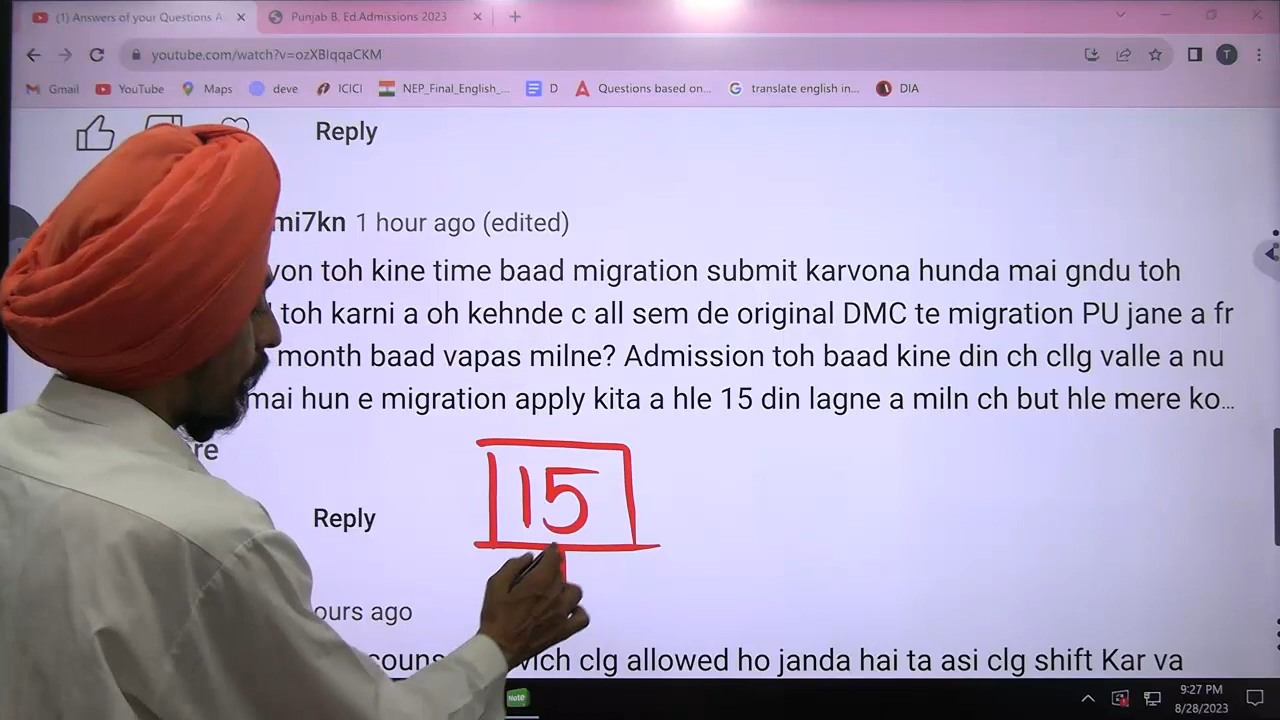 (1) Answers of your Questions A
Punjab B. Ed.Admissions 2023
youtube.com/watch?v=ozXBIqqaCKM
T
Gmail
YouTube
Maps
deve
ICICI
NEP_Final_English_...
D
Questions based on...
translate english in...
DIA
Reply
mi7kn 1 hour ago (edited)
von toh kine time baad migration submit karvona hunda mai gndu toh
toh karni a oh kehnde c all sem de original DMC te migration PU jane a fr
month baad vapas milne? Admission toh baad kine din ch cllg valle a nu
mai hun e migration apply kita a hle 15 din lagne a miln ch but hle mere ko...
re
15
Reply
ours ago
vich clg allowed ho janda hai ta asi clg shift Kar va
Note
9:27 PM
8/28/2023